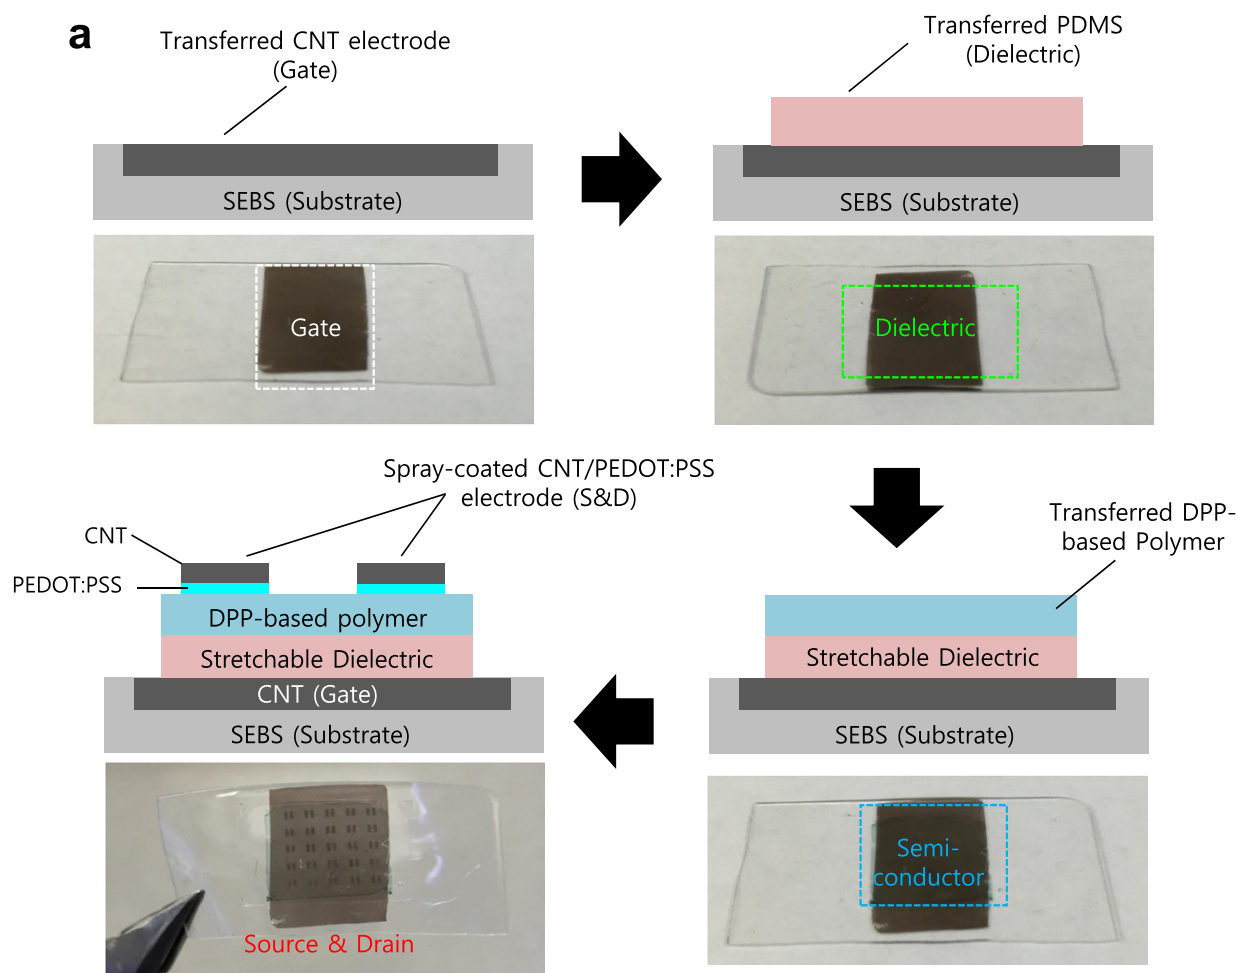 a
Transferred CNT electrode
(Gate)
SEBS (Substrate)
Gate
Transferred PDMS
(Dielectric)
SEBS (Substrate)
Dielectric
Transferred DPP-
based Polymer
Stretchable Dielectric
SEBS (Substrate)
Semi-
conductor
Spray-coated CNT/PEDOT:PSS
electrode (S&D)
CNT
PEDOT:PSS
DPP-based polymer
Stretchable Dielectric
CNT (Gate)
SEBS (Substrate)
Source & Drain